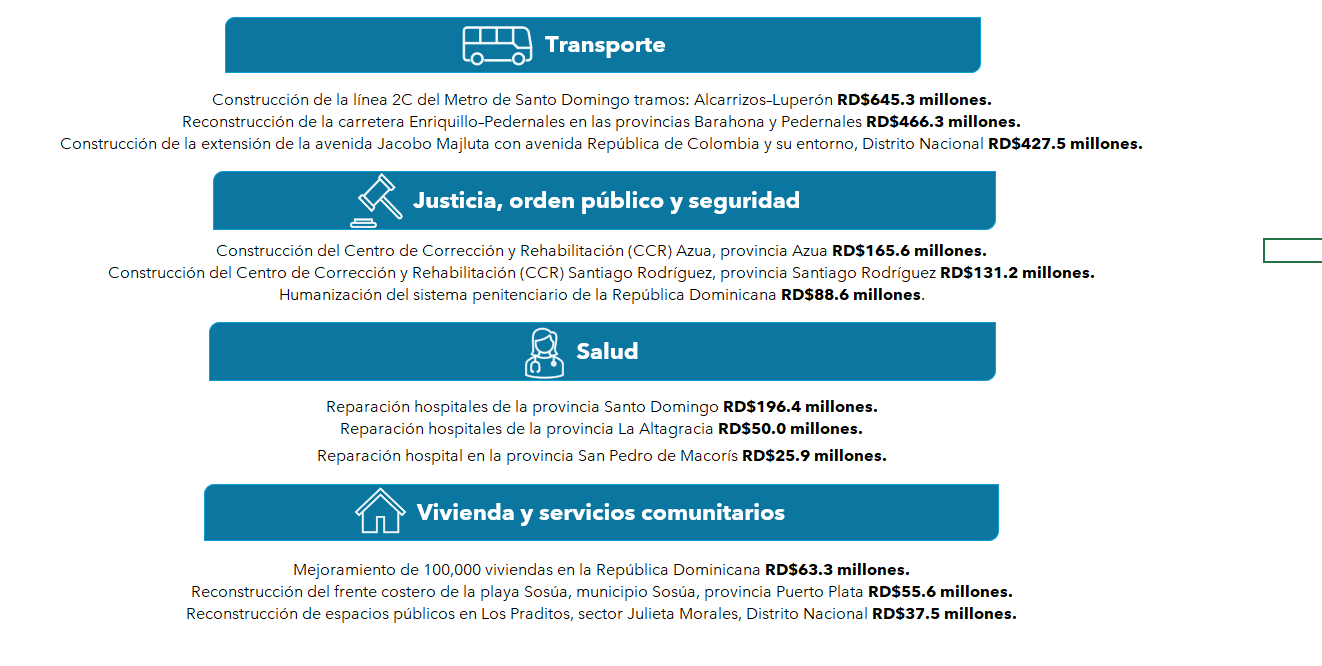 Transporte
Construcción de la línea 2C del Metro de Santo Domingo tramos: Alcarrizos–Luperón RD$645.3 millones.
Reconstrucción de la carretera Enriquillo–Pedernales en las provincias Barahona y Pedernales RD$466.3 millones.
Construcción de la extensión de la avenida Jacobo Majluta con avenida República de Colombia y su entorno, Distrito Nacional RD$427.5 millones.
Justicia, orden público y seguridad
Construcción del Centro de Corrección y Rehabilitación (CCR) Azua, provincia Azua RD$165.6 millones.
Construcción del Centro de Corrección y Rehabilitación (CCR) Santiago Rodríguez, provincia Santiago Rodríguez RD$131.2 millones.
Humanización del sistema penitenciario de la República Dominicana RD$88.6 millones.
Salud
Reparación hospitales de la provincia Santo Domingo RD$196.4 millones.
Reparación hospitales de la provincia La Altagracia RD$50.0 millones.
Reparación hospital en la provincia San Pedro de Macorís RD$25.9 millones.
Vivienda y servicios comunitarios
Mejoramiento de 100,000 viviendas en la República Dominicana RD$63.3 millones.
Reconstrucción del frente costero de la playa Sosúa, municipio Sosúa, provincia Puerto Plata RD$55.6 millones.
Reconstrucción de espacios públicos en Los Praditos, sector Julieta Morales, Distrito Nacional RD$37.5 millones.